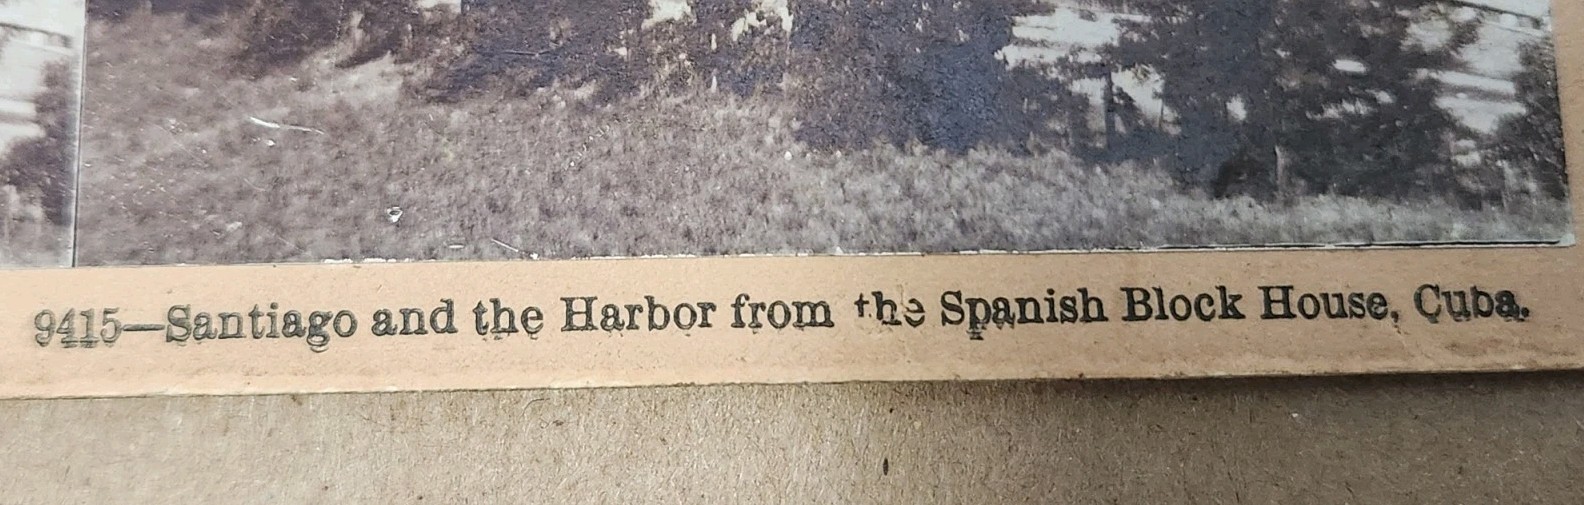 9415—Santiago and the Harbor from the Spanish Block House, Cuba.